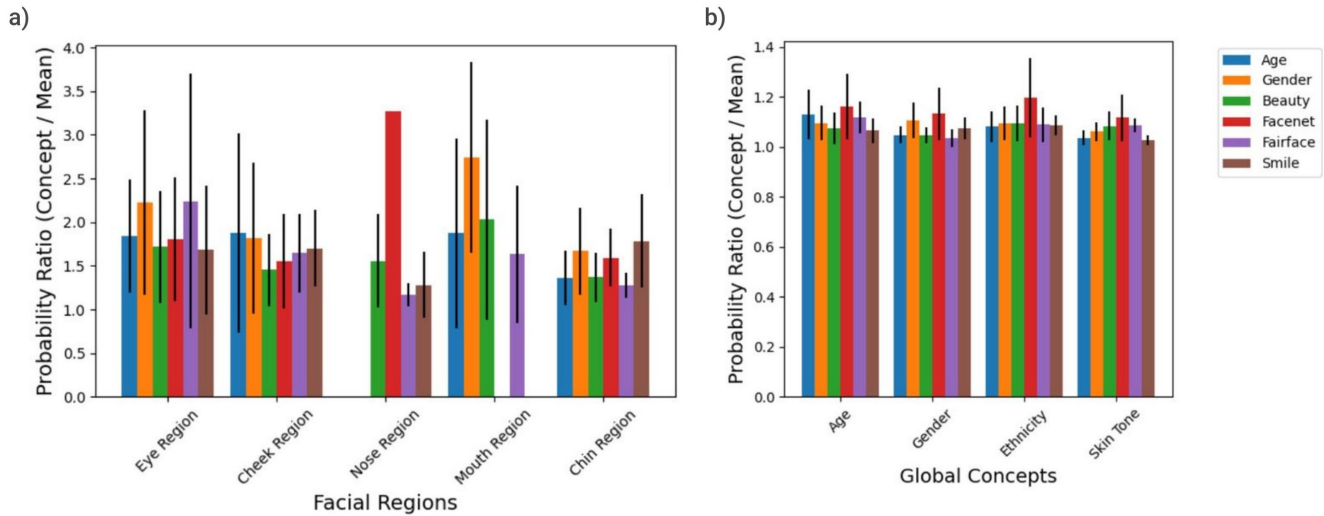 a)
Probability Ratio (Concept / Mean)
4.0
3.5
3.0
2.5
2.0
1.5
1.0
0.5
0.0
Eye Region
Cheek Region
Nose Region
Mouth Region
Chin Region
Facial Regions
b)
Probability Ratio (Concept / Mean)
1.4
1.2
1.0
0.8
0.6
0.4
0.2
0.0
Age
Gender
Ethnicity
Skin Tone
Global Concepts
Age
Gender
Beauty
Facenet
Fairface
Smile